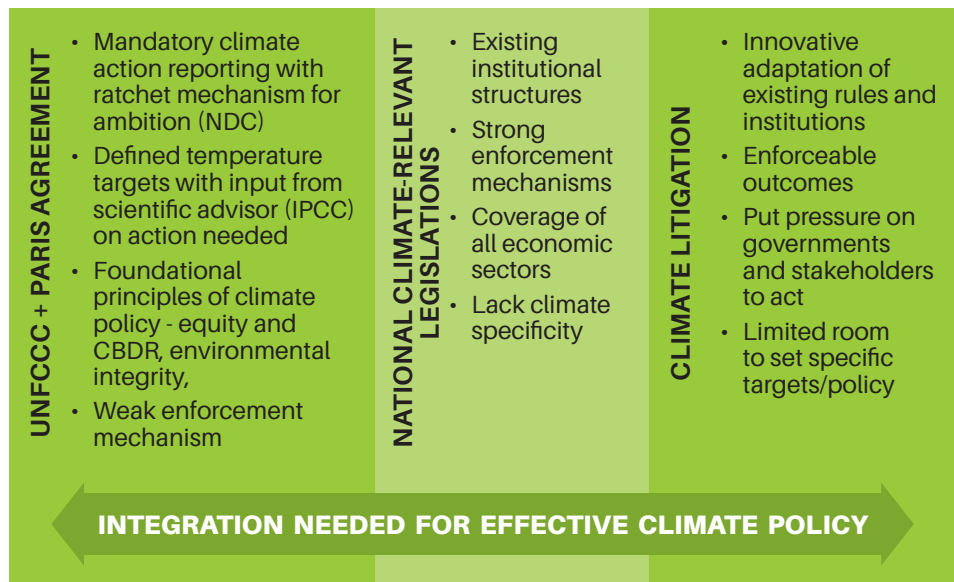 UNFCCC + PARIS AGREEMENT
• Mandatory climate
action reporting with
ratchet mechanism for
ambition (NDC)
• Defined temperature
targets with input from
scientific advisor (IPCC)
on action needed
• Foundational
principles of climate
policy - equity and
CBDR, environmental
integrity,
• Weak enforcement
mechanism
NATIONAL CLIMATE-RELEVANT
LEGISLATIONS
• Existing
institutional
structures
• Strong
enforcement
mechanisms
• Coverage of
all economic
sectors
• Lack climate
specificity
CLIMATE LITIGATION
• Innovative
adaptation of
existing rules and
institutions
• Enforceable
outcomes
• Put pressure on
governments
and stakeholders
to act
• Limited room
to set specific
targets/policy
INTEGRATION NEEDED FOR EFFECTIVE CLIMATE POLICY